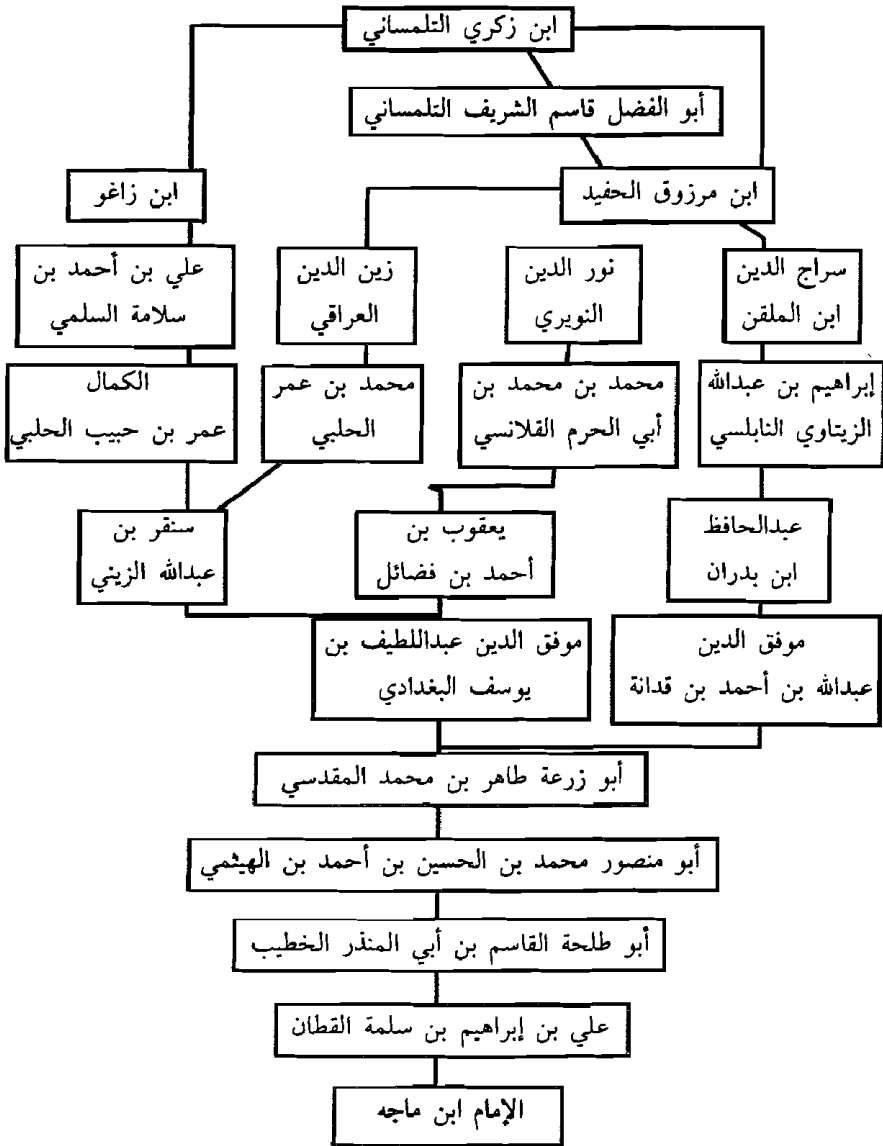 ابن زكري التلمساني
أبو الفضل قاسم الشريف التلمساني
ابن مرزوق الحفيد
ابن زاغو
سراج الدين
ابن الملقن
نور الدين
النويري
زين الدين
العراقي
علي بن أحمد بن
سلامة السلمي
إبراهيم بن عبدالله
الزيتاوي النابلسي
محمد بن محمد بن
أبي الحرم القلانسي
محمد بن عمر
الحلبي
الكمال
عمر بن حبيب الحلبي
عبدالحافظ
ابن بدران
يعقوب بن
أحمد بن فضائل
سنقر بن
عبدالله الزيني
موفق الدين
عبدالله بن أحمد بن قدانة
موفق الدين عبداللطيف بن
يوسف البغدادي
أبو زرعة طاهر بن محمد المقدسي
أبو منصور محمد بن الحسين بن أحمد بن الهيثمي
أبو طلحة القاسم بن أبي المنذر الخطيب
علي بن إبراهيم بن سلمة القطان
الإمام ابن ماجه